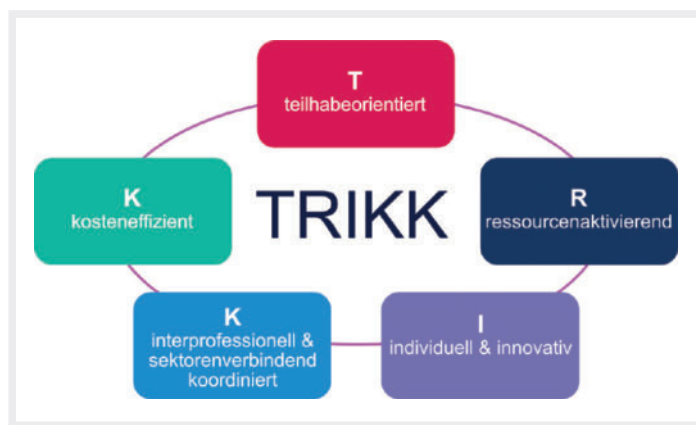 T
teilhabeorientiert
K
kosteneffizient
TRIKK
R
ressourcenaktivierend
K
interprofessionell &
sektorenverbindend
koordiniert
I
individuell & innovativ